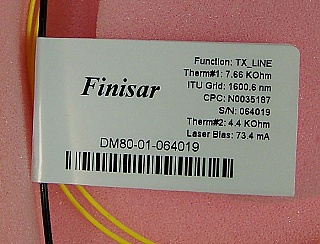 Finisar
Function: TX_LINE
Therm#1: 7.66 KOhm
ITU Grid: 1600.6 nm
CPC: N0035187
S/N: 064019
Therm#2: 4.4 KOhm
Laser Bias: 73.4 mA
DM80-01-064019